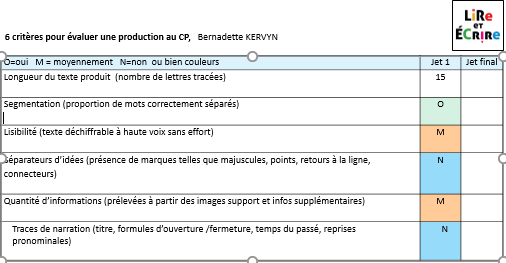 LiRe
ET
ÉCRiRe
6 critères pour évaluer une production au CP, Bernadette KERVYN
O=oui M = moyennement N=non ou bien couleurs Jet 1 Jet final
Longueur du texte produit (nombre de lettres tracées) 15
Segmentation (proportion de mots correctement séparés) O
Lisibilité (texte déchiffrable à haute voix sans effort) M
Séparateurs d'idées (présence de marques telles que majuscules, points, retours à la ligne, N
connecteurs)
Quantité d'informations (prélevées à partir des images support et infos supplémentaires) M
Traces de narration (titre, formules d'ouverture /fermeture, temps du passé, reprises N
pronominales)